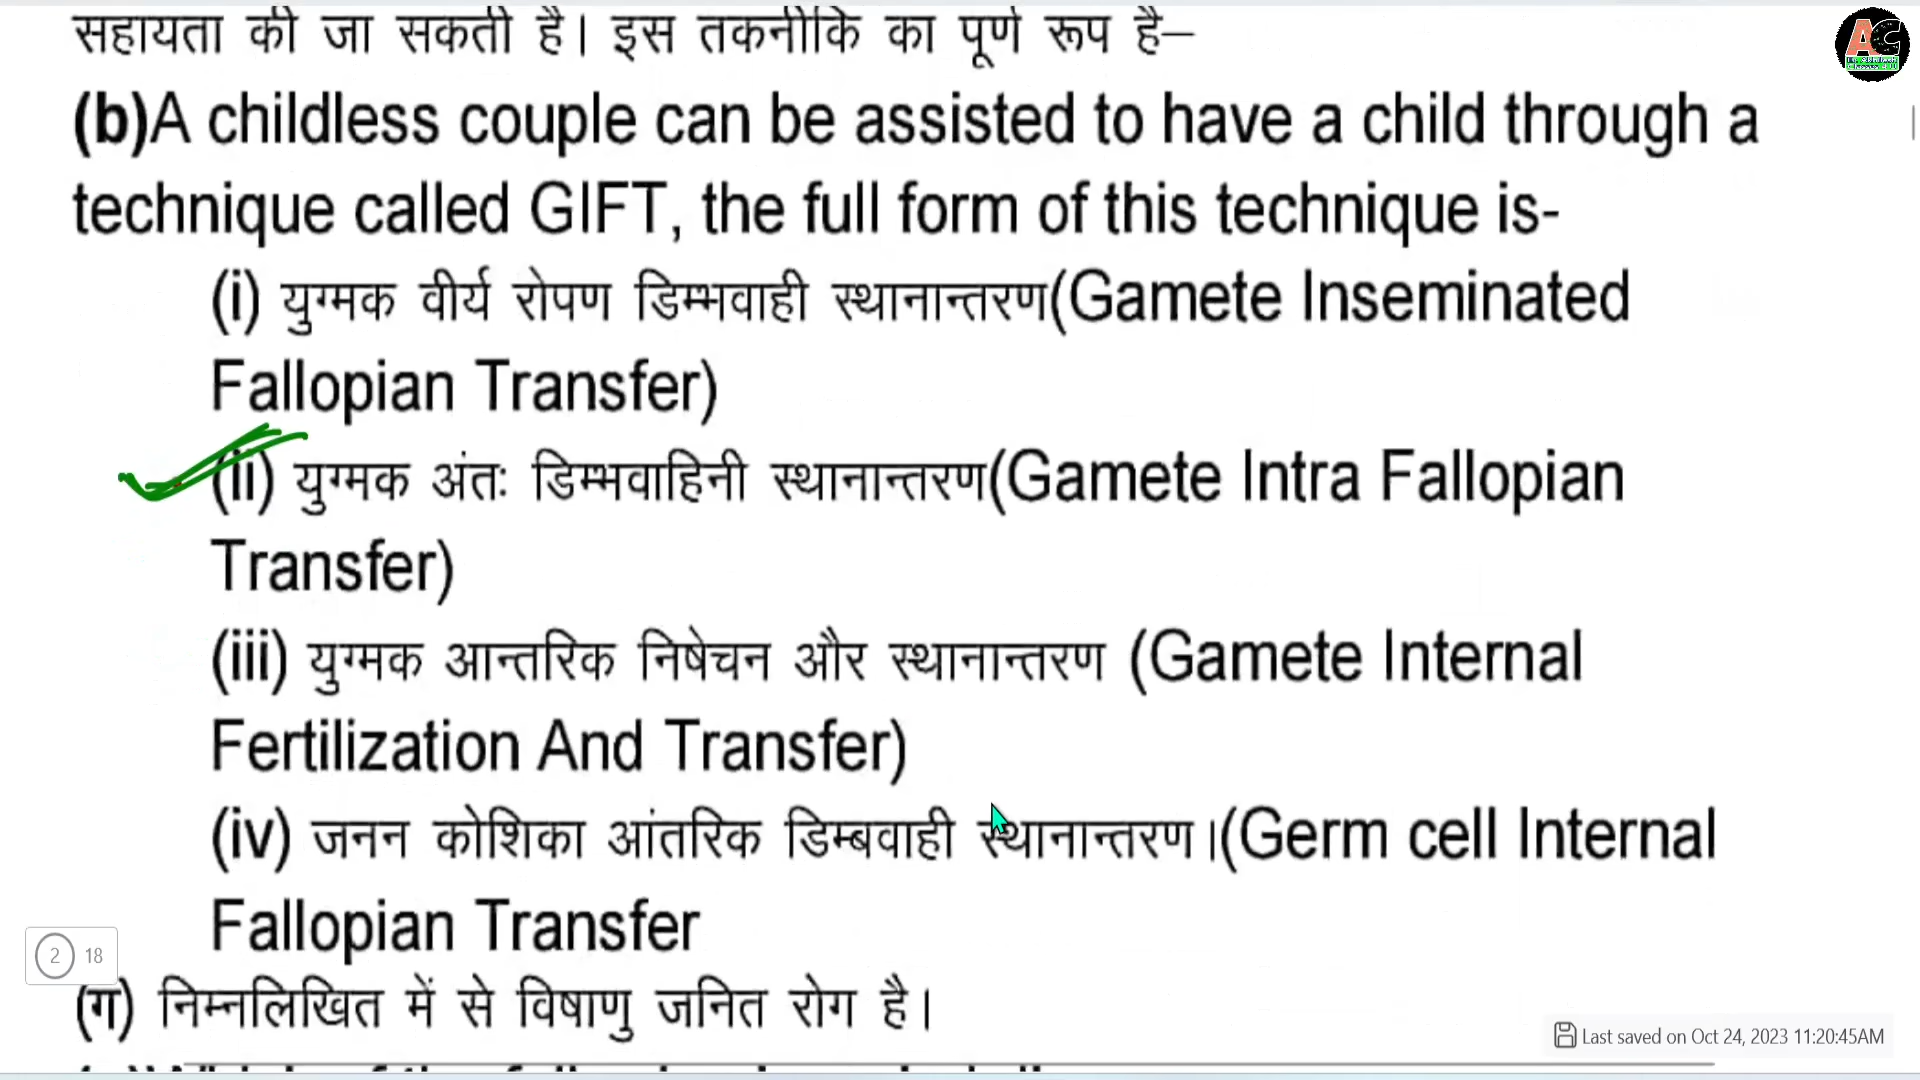 सहायता की जा सकती है। इस तकनीकि का पूर्ण रूप है–
(b)A childless couple can be assisted to have a child through a
technique called GIFT, the full form of this technique is-
(i) युग्मक वीर्य रोपण डिम्भवाही स्थानान्तरण(Gamete Inseminated
Fallopian Transfer)
(ii) युग्मक अंतः डिम्भवाहिनी स्थानान्तरण(Gamete Intra Fallopian
Transfer)
(iii) युग्मक आन्तरिक निषेचन और स्थानान्तरण (Gamete Internal
Fertilization And Transfer)
(iv) जनन कोशिका आंतरिक डिम्बवाही स्थानान्तरण।(Germ cell Internal
Fallopian Transfer
2 18
(ग) निम्नलिखित में से विषाणु जनित रोग है।
Last saved on Oct 24, 2023 11:20:45AM
AC